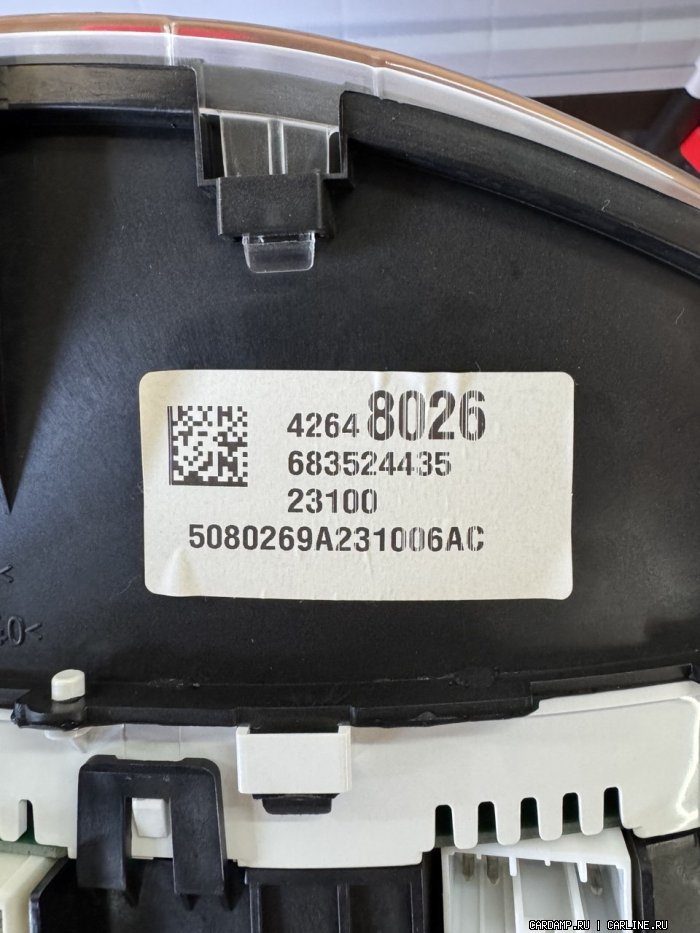 4264 8026
683524435
23100
5080269A231006AC
CARDAMP.RU | CARLINE.RU